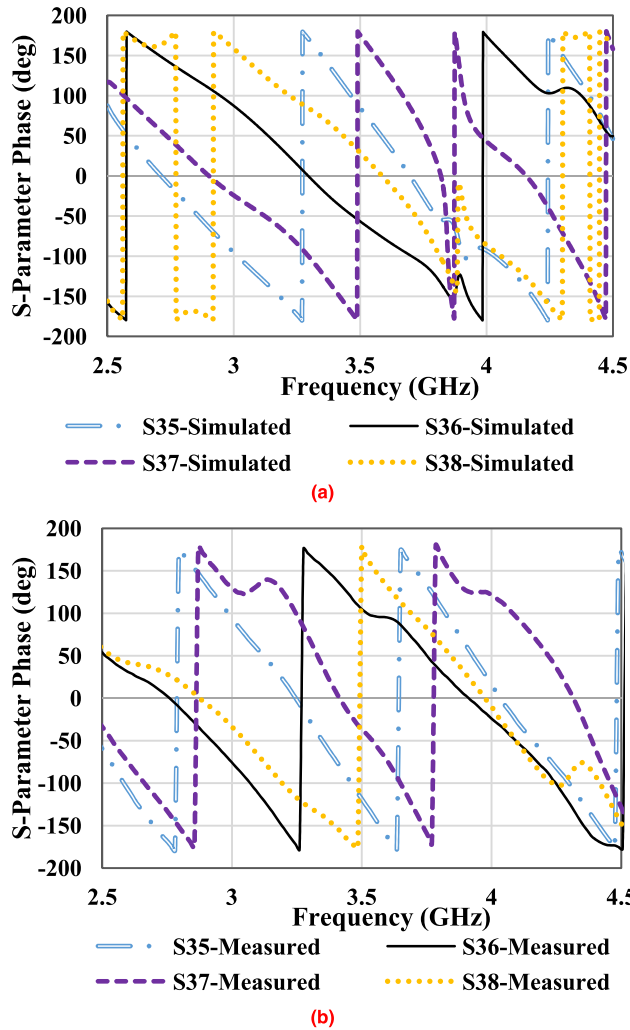 200
150
100
50
0
-50
-100
-150
-200
S-Parameter Phase (deg)
2.5 3 3.5 4 4.5
Frequency (GHz)
S35-Simulated S36-Simulated
S37-Simulated S38-Simulated
(a)
200
150
100
50
0
-50
-100
-150
-200
S-Parameter Phase (deg)
2.5 3 3.5 4 4.5
Frequency (GHz)
S35-Measured S36-Measured
S37-Measured S38-Measured
(b)